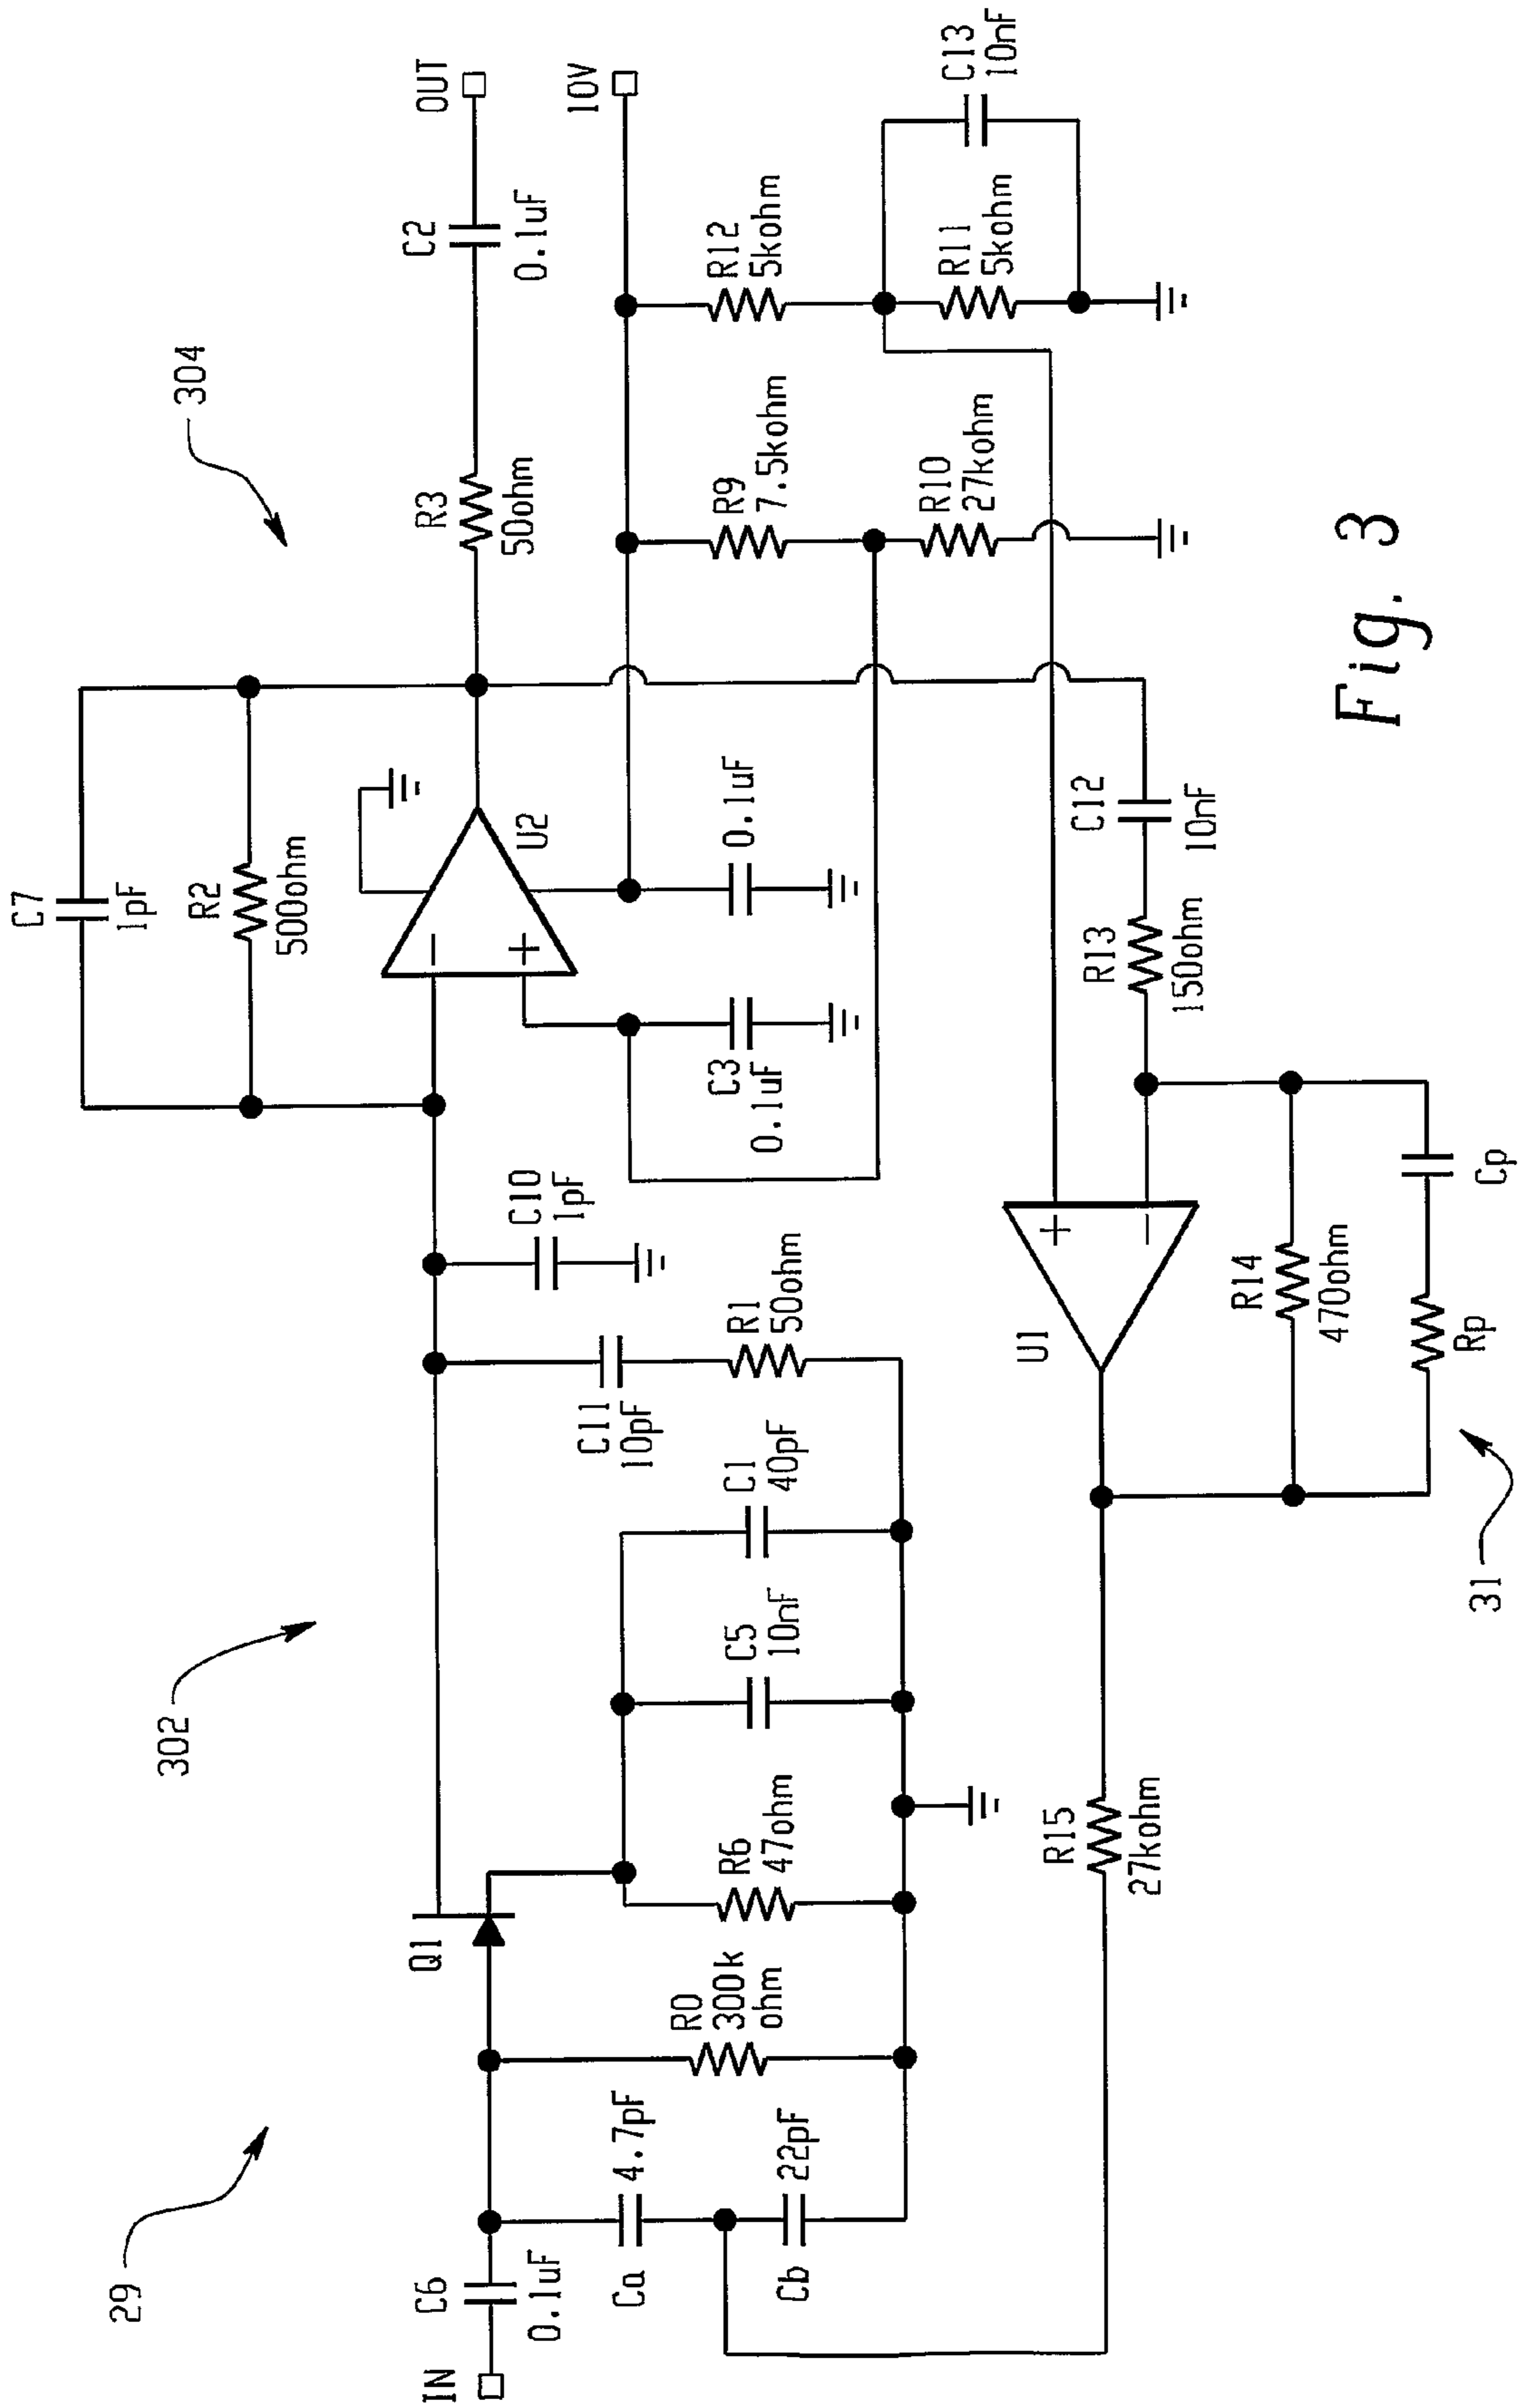 29
302
304
C7
1pF
R2
500ohm
IN
C6
0.1uF
Ca
4.7pF
Cb
22pF
R0
300k
ohm
Q1
R6
47ohm
C5
10nF
C1
40pF
C11
10pF
R1
50ohm
C10
1pF
C3
0.1uF
−
+
U2
0.1uF
R3
50ohm
C2
0.1uF
OUT
10V
R9
7.5kohm
R10
27kohm
R12
5kohm
R11
5kohm
C13
10nF
R15
27kohm
U1
+
−
R13
150ohm
C12
10nF
R14
470ohm
Rp
Cp
31
Fig. 3